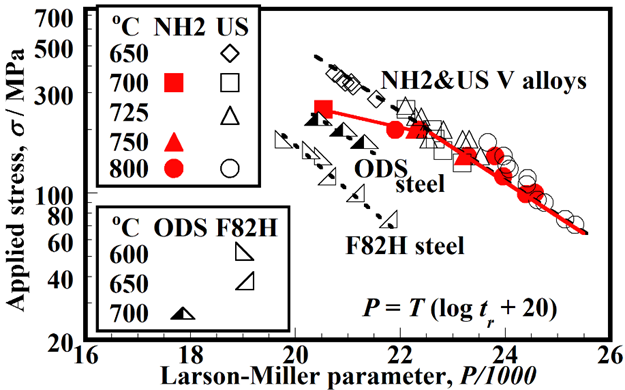 700
500
300
100
80
60
40
20
Applied stress, σ / MPa
°C NH2 US
650
700
725
750
800
°C ODS F82H
600
650
700
NH2&US V alloys
ODS
steel
F82H steel
P = T (log tr + 20)
16 18 20 22 24 26
Larson-Miller parameter, P/1000